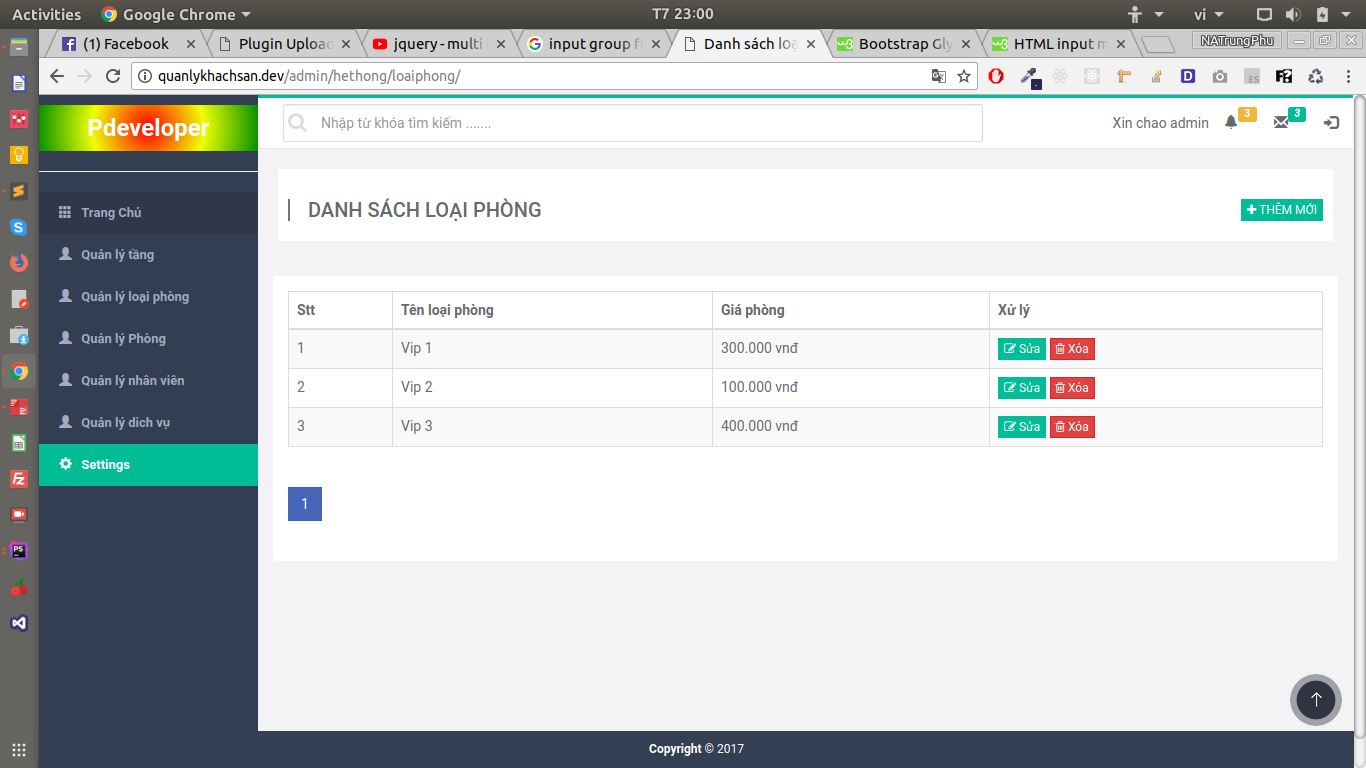 Activities Google Chrome T7 23:00 vi
(1) Facebook Plugin Upload jquery - multi input group f Danh sách loạ Bootstrap Gly HTML input m NATrungPhu
quanlykhachsan.dev/admin/hethong/loaiphong/
Pdeveloper
Nhập từ khóa tìm kiếm .......
Xin chao admin 3 3
Trang Chủ
Quản lý tầng
Quản lý loại phòng
Quản lý Phòng
Quản lý nhân viên
Quản lý dich vụ
Settings
DANH SÁCH LOẠI PHÒNG
THÊM MỚI
Stt Tên loại phòng Giá phòng Xử lý
1 Vip 1 300.000 vnđ Sửa Xóa
2 Vip 2 100.000 vnđ Sửa Xóa
3 Vip 3 400.000 vnđ Sửa Xóa
1
Copyright © 2017